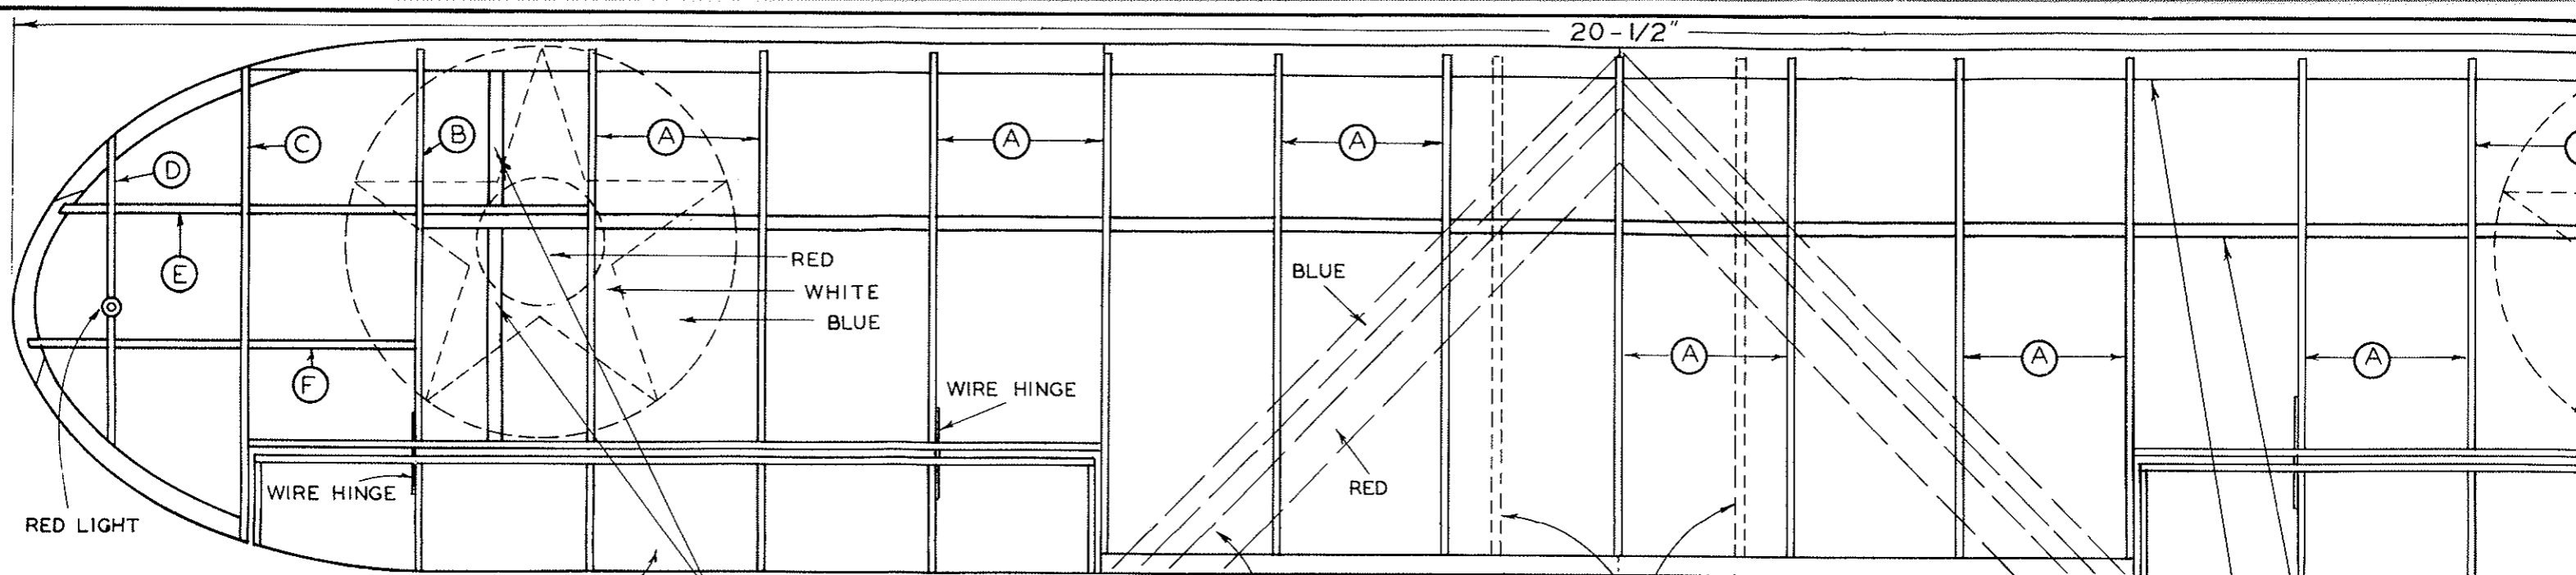 20-1/2"
B
A
A
A
C
D
RED
E
BLUE
WHITE
BLUE
A
A
A
F
WIRE HINGE
WIRE HINGE
RED
RED LIGHT